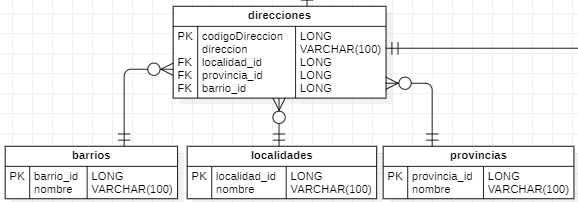 direcciones
PK codigoDireccion LONG
direccion VARCHAR(100)
FK localidad_id LONG
FK provincia_id LONG
FK barrio_id LONG
barrios
PK barrio_id LONG
nombre VARCHAR(100)
localidades
PK localidad_id LONG
nombre VARCHAR(100)
provincias
PK provincia_id LONG
nombre VARCHAR(100)